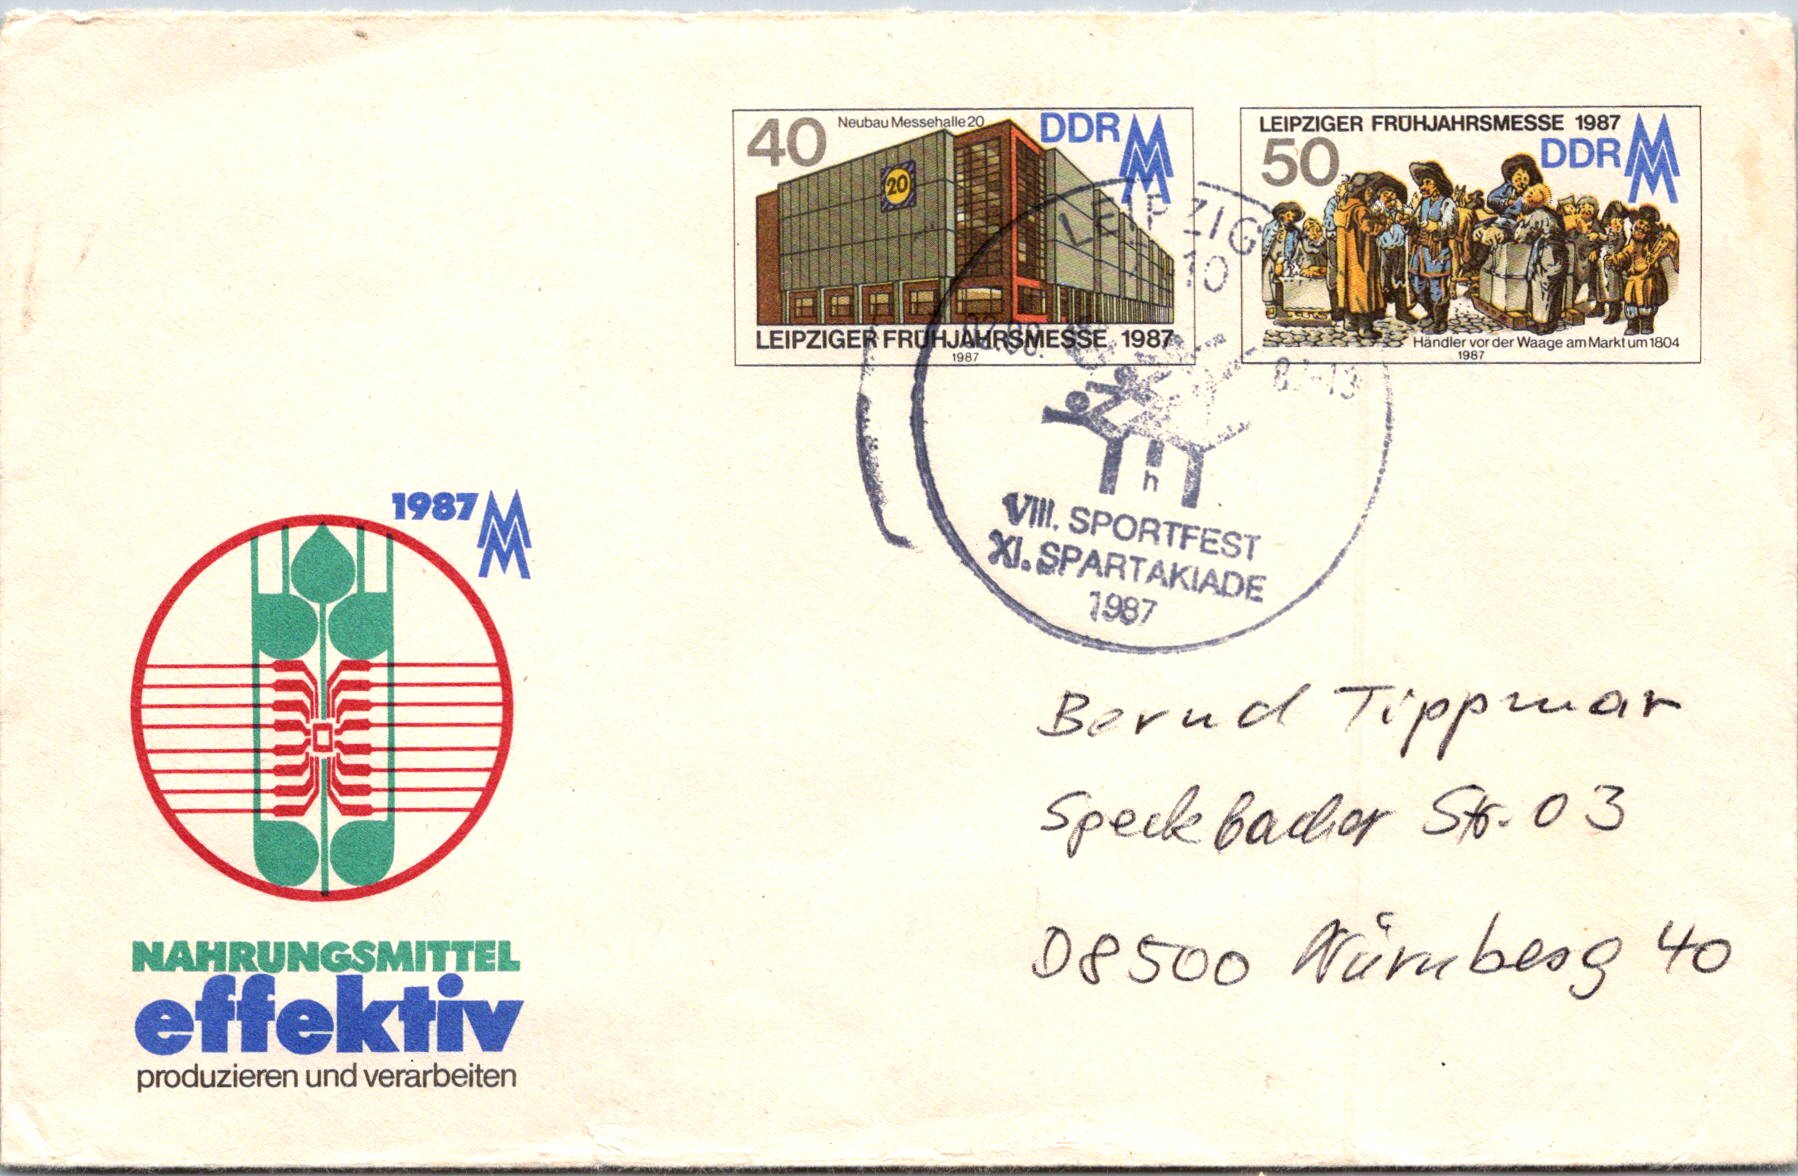 40 Neubau Messehalle 20 DDR
20
LEIPZIGER FRÜHJAHRSMESSE 1987
1987
LEIPZIGER FRÜHJAHRSMESSE 1987
50 DDR
Händler vor der Waage am Markt um 1804
1987
LEIPZIG
10
h
VIII. SPORTFEST
XI. SPARTAKIADE
1987
1987
NAHRUNGSMITTEL
effektiv
produzieren und verarbeiten
Bernd Tippmar
Speckbacher Str. 03
D8500 Nürnberg 40